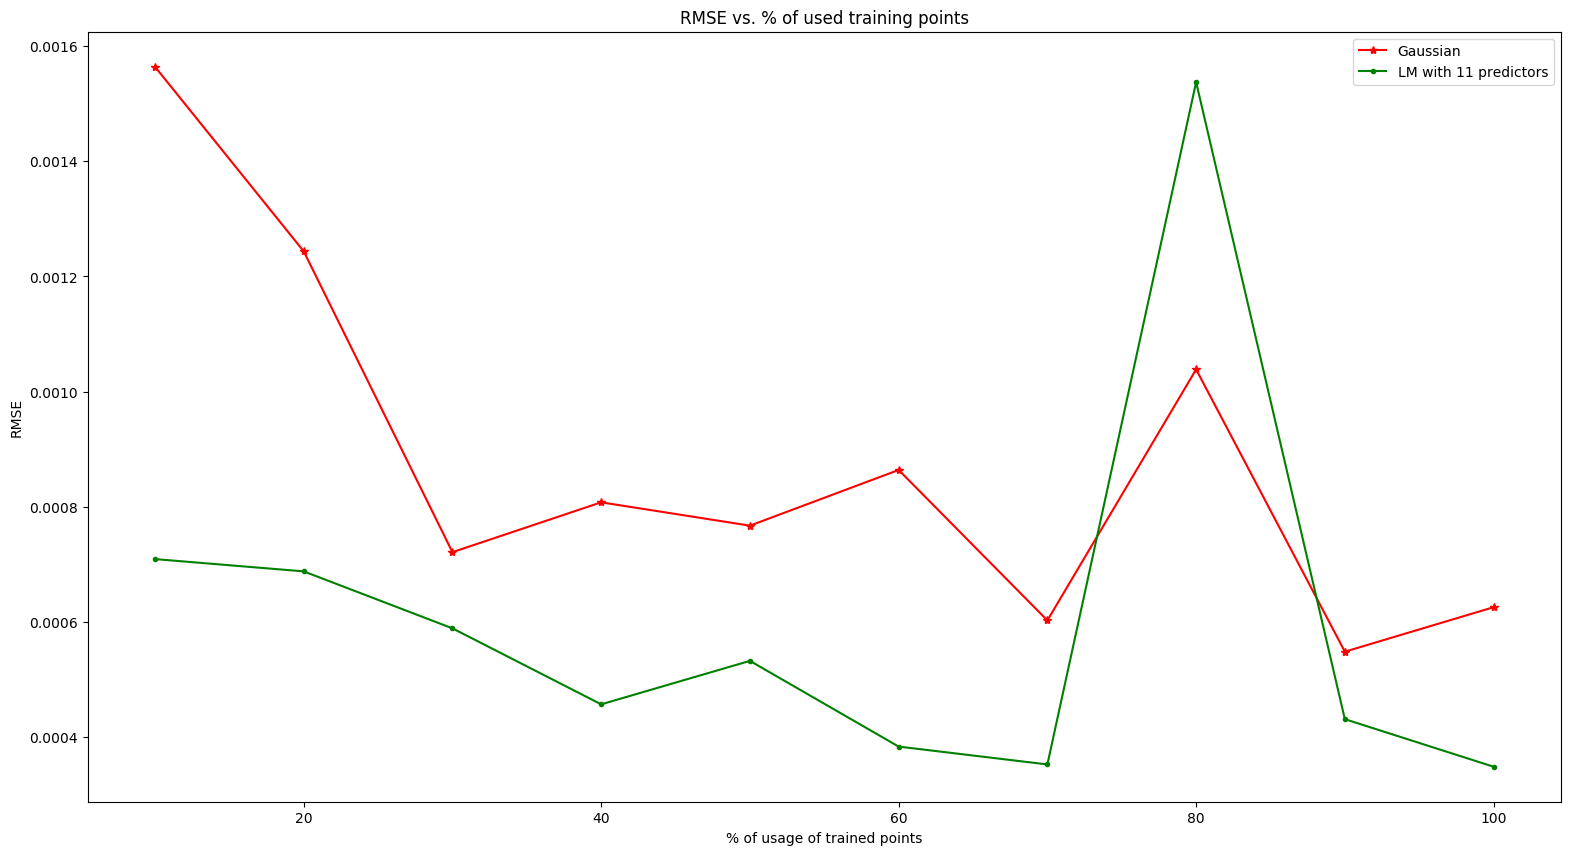 RMSE vs. % of used training points
Gaussian
LM with 11 predictors
0.0016
0.0014
0.0012
0.0010
0.0008
0.0006
0.0004
RMSE
20 40 60 80 100
% of usage of trained points